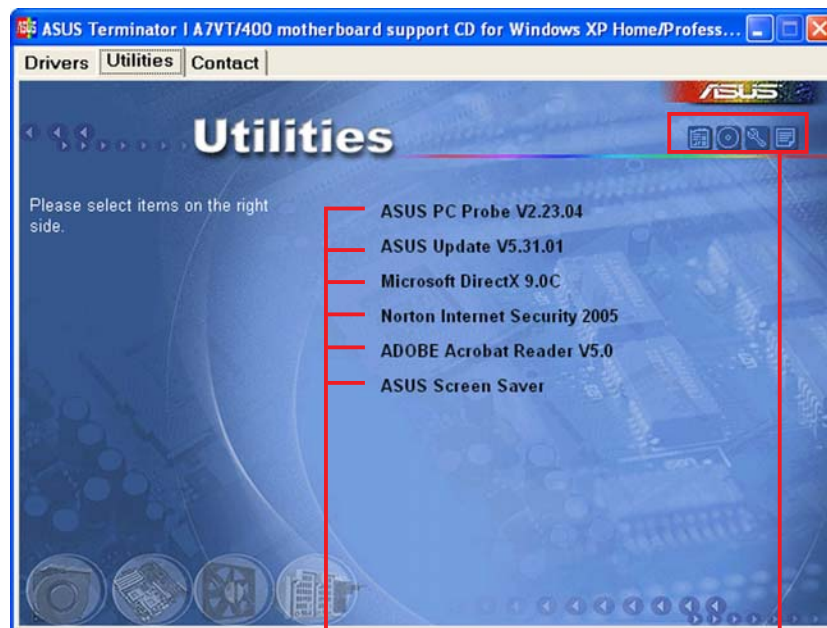 ASUS Terminator I A7VT/400 motherboard support CD for Windows XP Home/Profess...
Drivers Utilities Contact
ASUS
Utilities
Please select items on the right
side.
ASUS PC Probe V2.23.04
ASUS Update V5.31.01
Microsoft DirectX 9.0C
Norton Internet Security 2005
ADOBE Acrobat Reader V5.0
ASUS Screen Saver